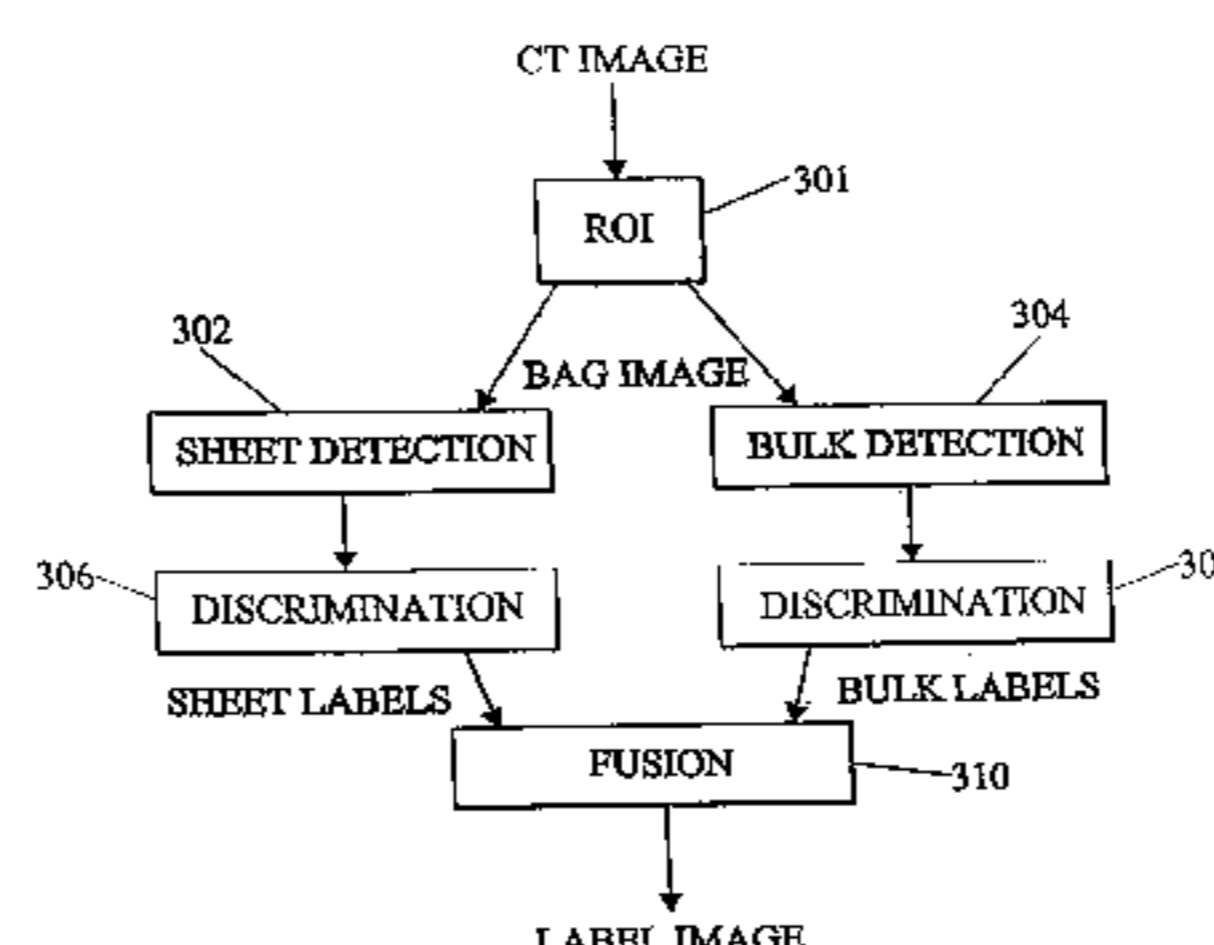 CT IMAGE
301
ROI
302
304
BAG IMAGE
SHEET DETECTION
BULK DETECTION
306
30
DISCRIMINATION
DISCRIMINATION
SHEET LABELS
BULK LABELS
FUSION
310
LABEL IMAGE